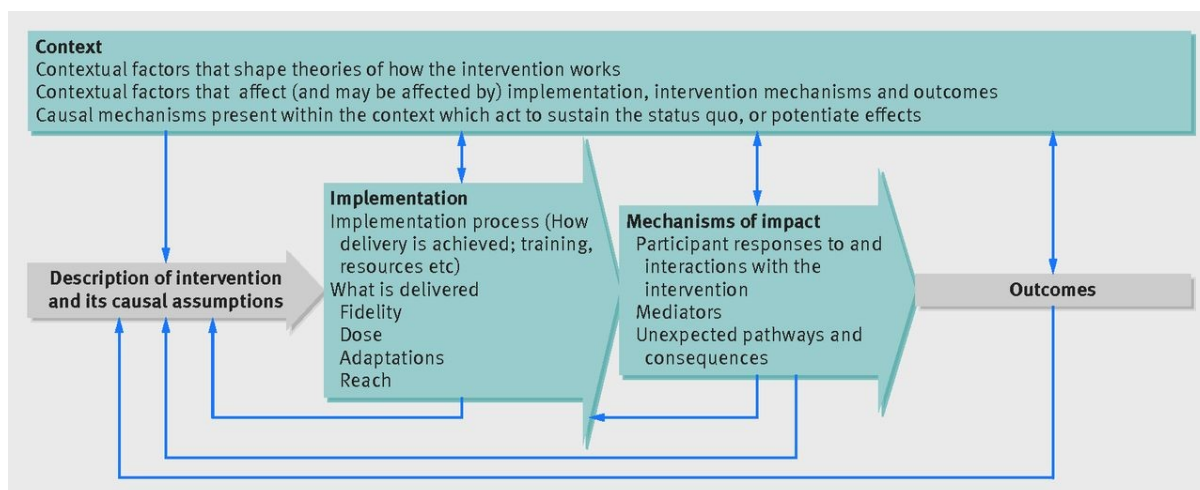 Context
Contextual factors that shape theories of how the intervention works
Contextual factors that affect (and may be affected by) implementation, intervention mechanisms and outcomes
Causal mechanisms present within the context which act to sustain the status quo, or potentiate effects
Description of intervention
and its causal assumptions
Implementation
Implementation process (How
delivery is achieved; training,
resources etc)
What is delivered
Fidelity
Dose
Adaptations
Reach
Mechanisms of impact
Participant responses to and
interactions with the
intervention
Mediators
Unexpected pathways and
consequences
Outcomes